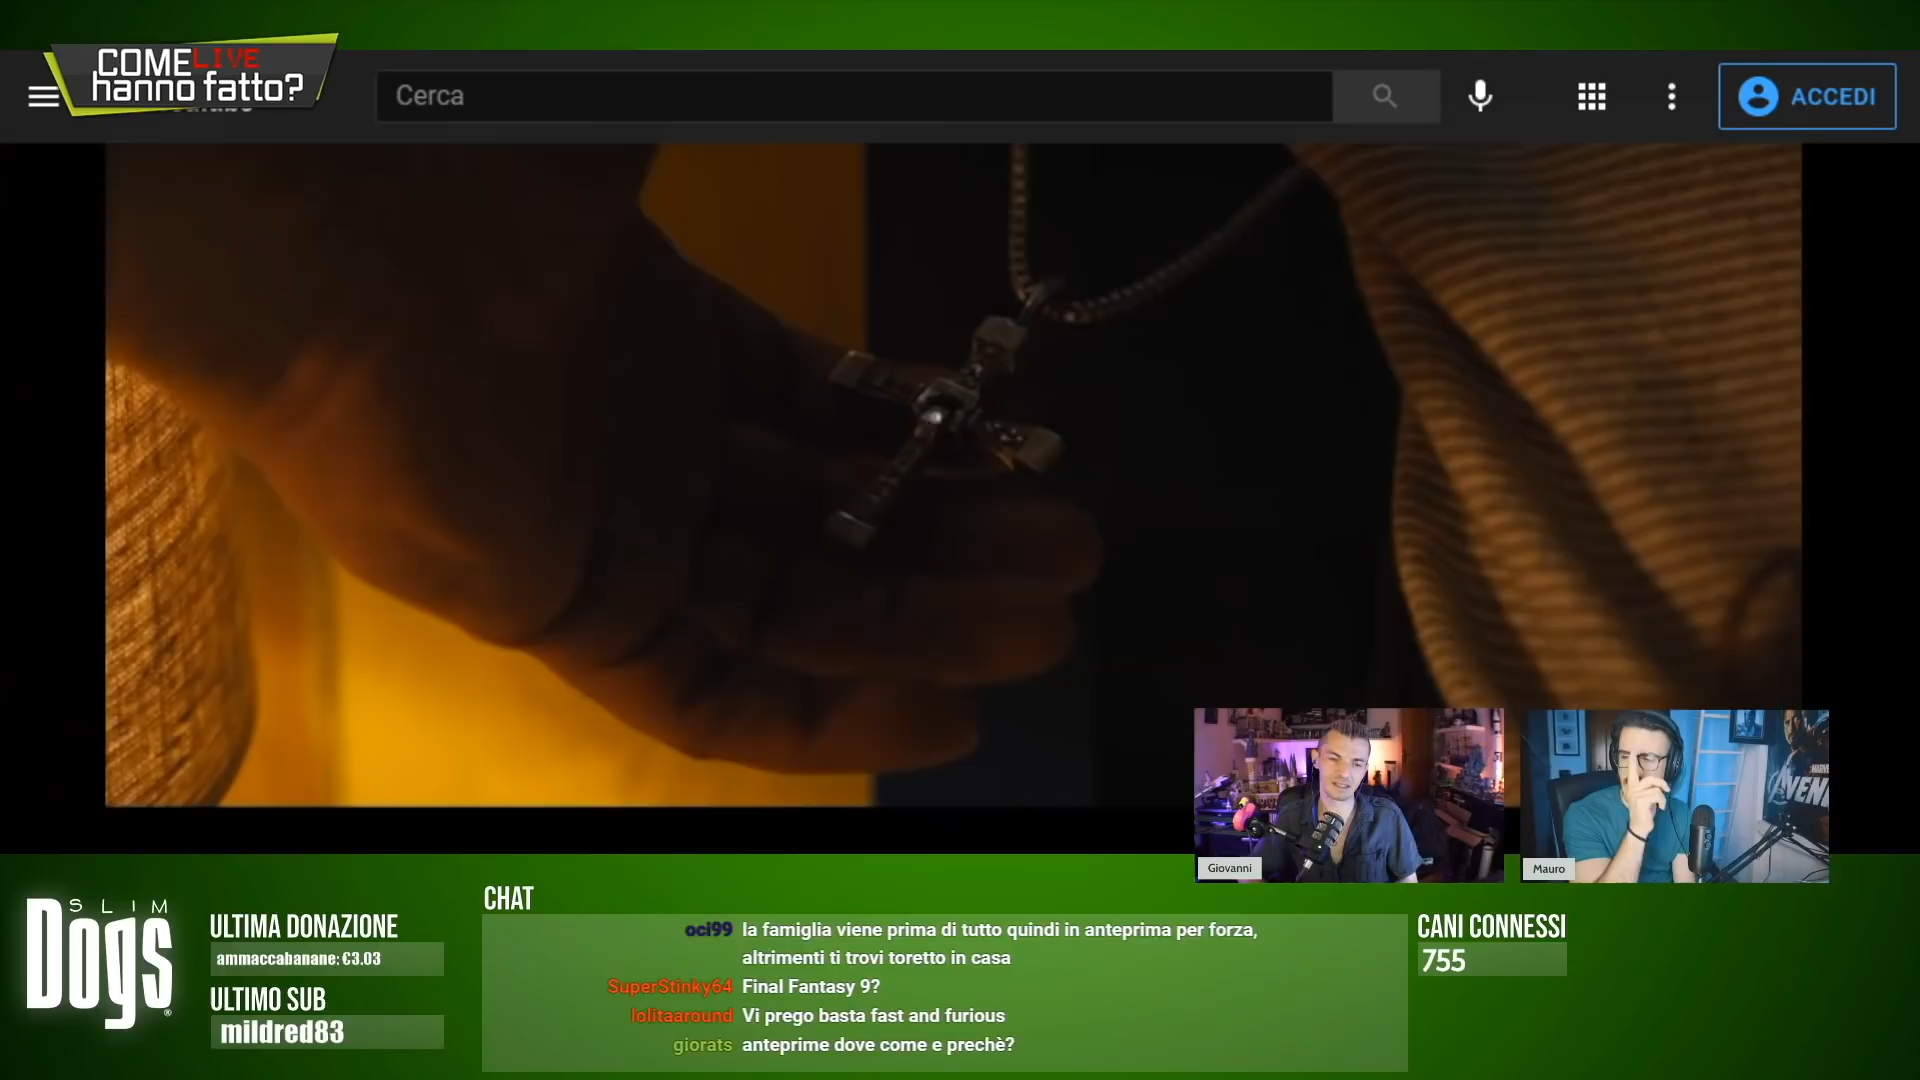 COMELIVE
hanno fatto?
Cerca
ACCEDI
Giovanni
Mauro
AVEN
SLIM
Dogs
ULTIMA DONAZIONE
ammaccabanane: €3.03
ULTIMO SUB
mildred83
CHAT
oci99 la famiglia viene prima di tutto quindi in anteprima per forza,
altrimenti ti trovi toretto in casa
SuperStinky64 Final Fantasy 9?
lolitaaround Vi prego basta fast and furious
giorats anteprime dove come e prechè?
CANI CONNESSI
755